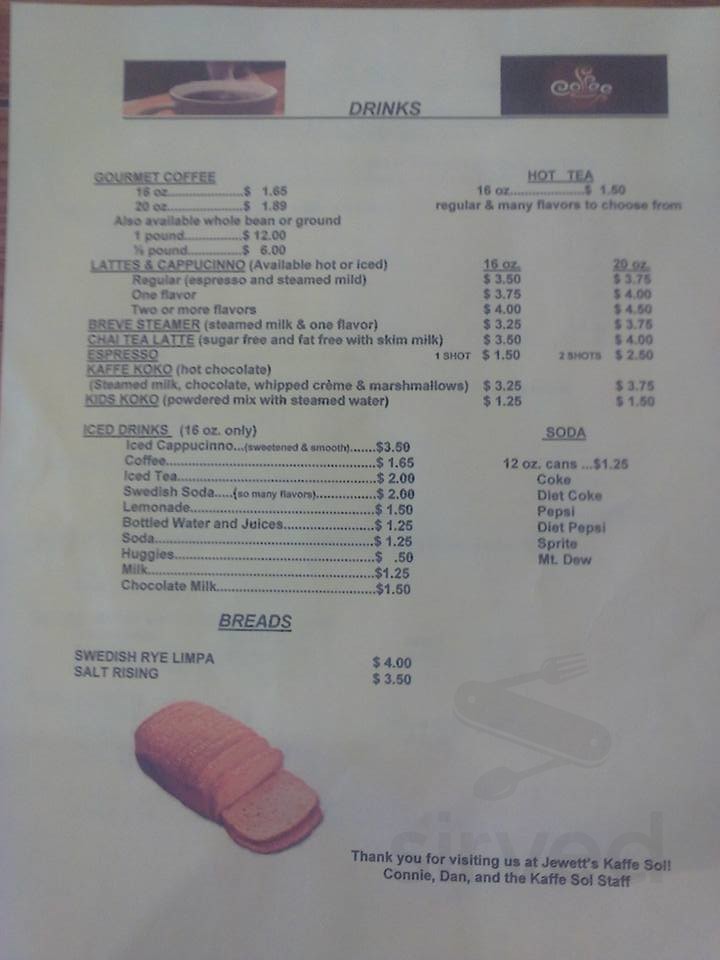 Coffee
DRINKS
GOURMET COFFEE
16 oz......................$ 1.65
20 oz......................$ 1.89
Also available whole bean or ground
1 pound................$ 12.00
½ pound................$ 6.00
HOT TEA
16 oz.....................$ 1.50
regular & many flavors to choose from
LATTES & CAPPUCINNO (Available hot or iced) 16 oz. 20 oz.
Regular (espresso and steamed mild) $ 3.50 $ 3.75
One flavor $ 3.75 $ 4.00
Two or more flavors $ 4.00 $ 4.50
BREVE STEAMER (steamed milk & one flavor) $ 3.25 $ 3.75
CHAI TEA LATTE (sugar free and fat free with skim milk) $ 3.50 $ 4.00
ESPRESSO 1 SHOT $ 1.50 2 SHOTS $ 2.50
KAFFE KOKO (hot chocolate)
(Steamed milk, chocolate, whipped crème & marshmallows) $ 3.25 $ 3.75
KIDS KOKO (powdered mix with steamed water) $ 1.25 $ 1.50
ICED DRINKS (16 oz. only)
Iced Cappucinno...(sweetened & smooth).......$3.50
Coffee..................................................$ 1.65
Iced Tea................................................$ 2.00
Swedish Soda.....(so many flavors)...............$ 2.00
Lemonade.............................................$ 1.50
Bottled Water and Juices.......................$ 1.25
Soda.....................................................$ 1.25
Huggies.................................................$ .50
Milk......................................................$1.25
Chocolate Milk.......................................$1.50
SODA
12 oz. cans ...$1.25
Coke
Diet Coke
Pepsi
Diet Pepsi
Sprite
Mt. Dew
BREADS
SWEDISH RYE LIMPA $ 4.00
SALT RISING $ 3.50
sirved
Thank you for visiting us at Jewett's Kaffe Sol!
Connie, Dan, and the Kaffe Sol Staff